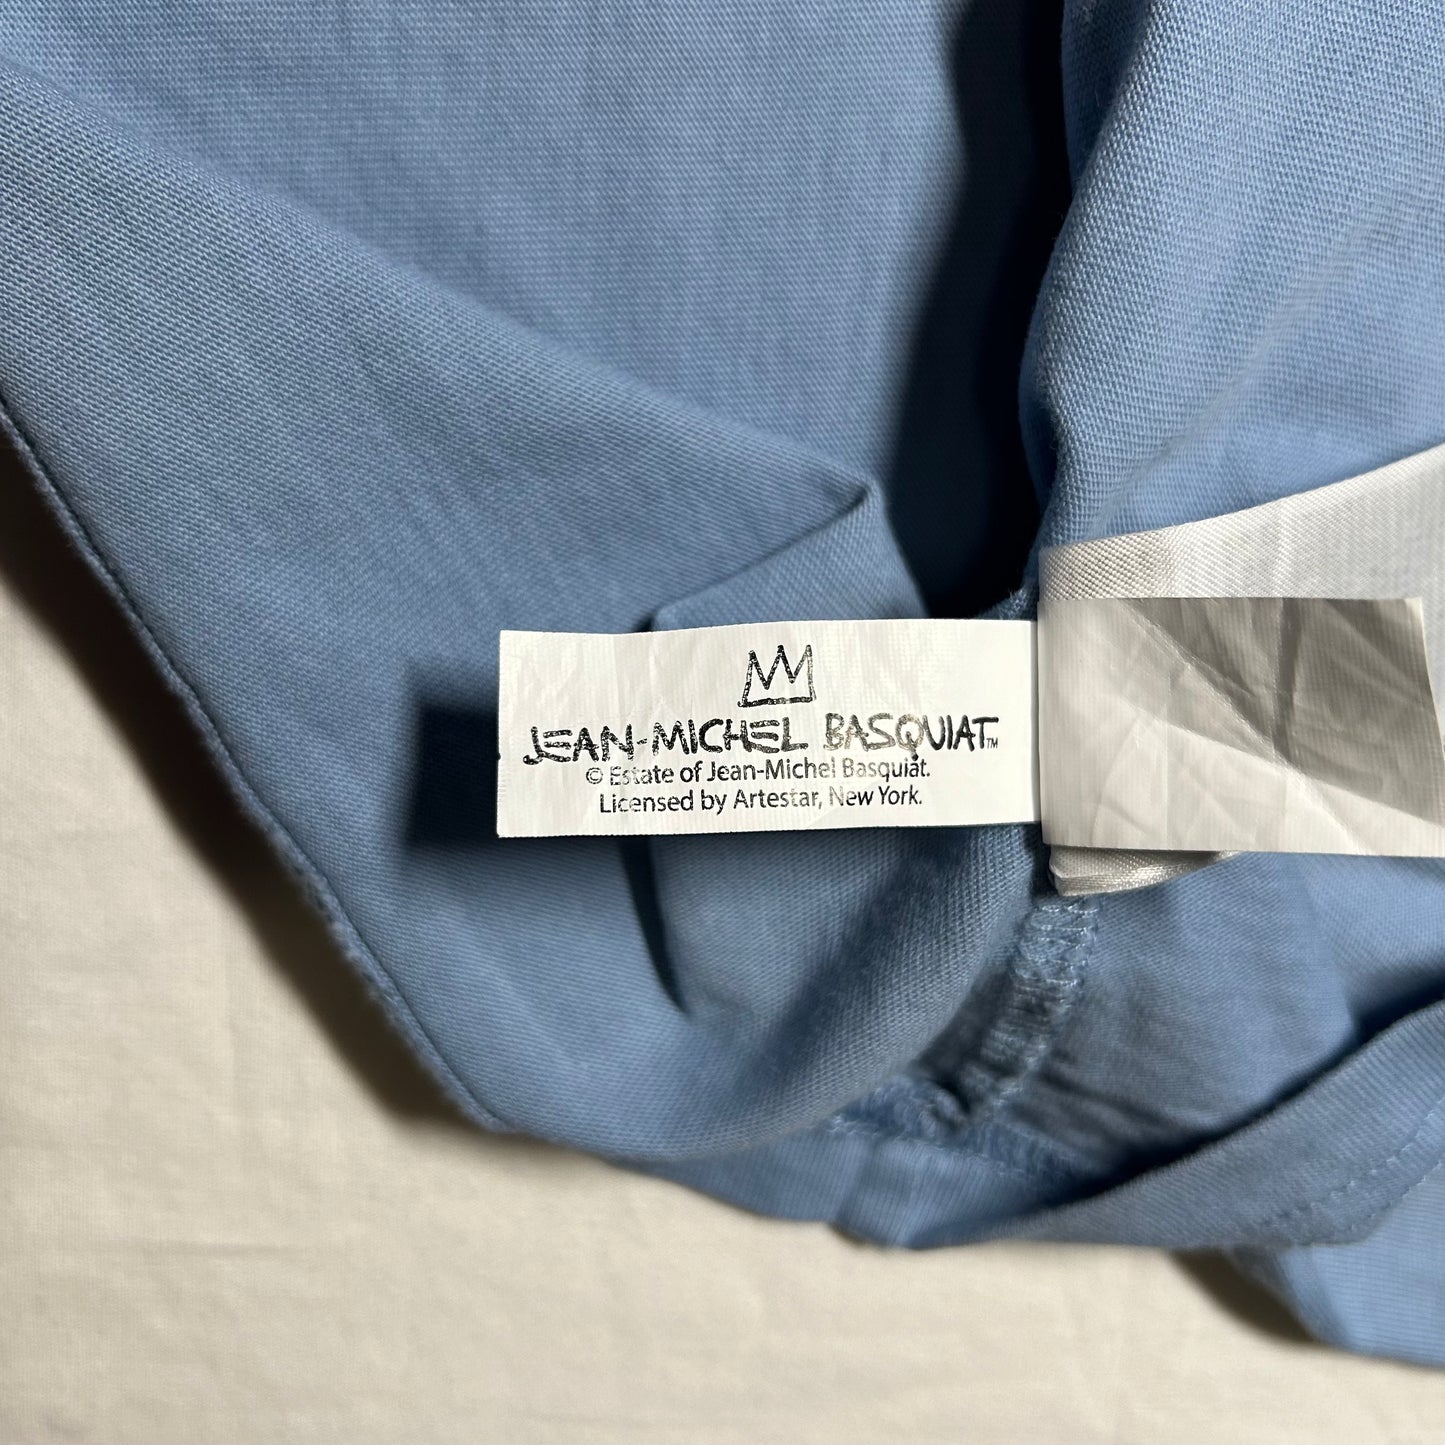 JEAN-MICHEL BASQUIAT™
© Estate of Jean-Michel Basquiat.
Licensed by Artestar, New York.